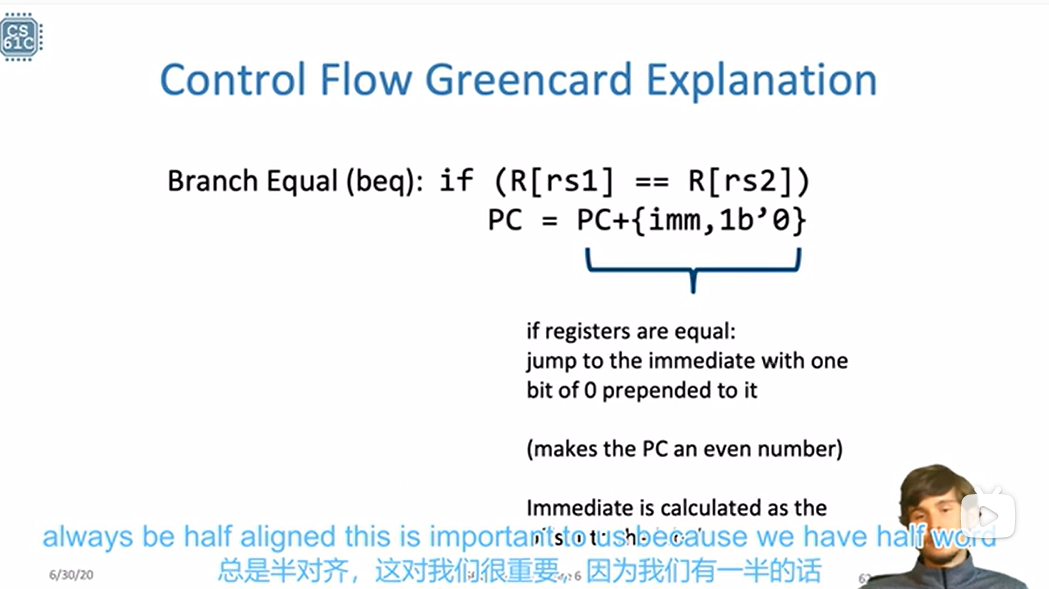 CS
61C
Control Flow Greencard Explanation
Branch Equal (beq): if (R[rs1] == R[rs2])
PC = PC+{imm,1b’0}
if registers are equal:
jump to the immediate with one
bit of 0 prepended to it
(makes the PC an even number)
Immediate is calculated as the
always be half aligned this is important to us because we have half word
总是半对齐，这对我们很重要，因为我们有一半的话
6/30/20